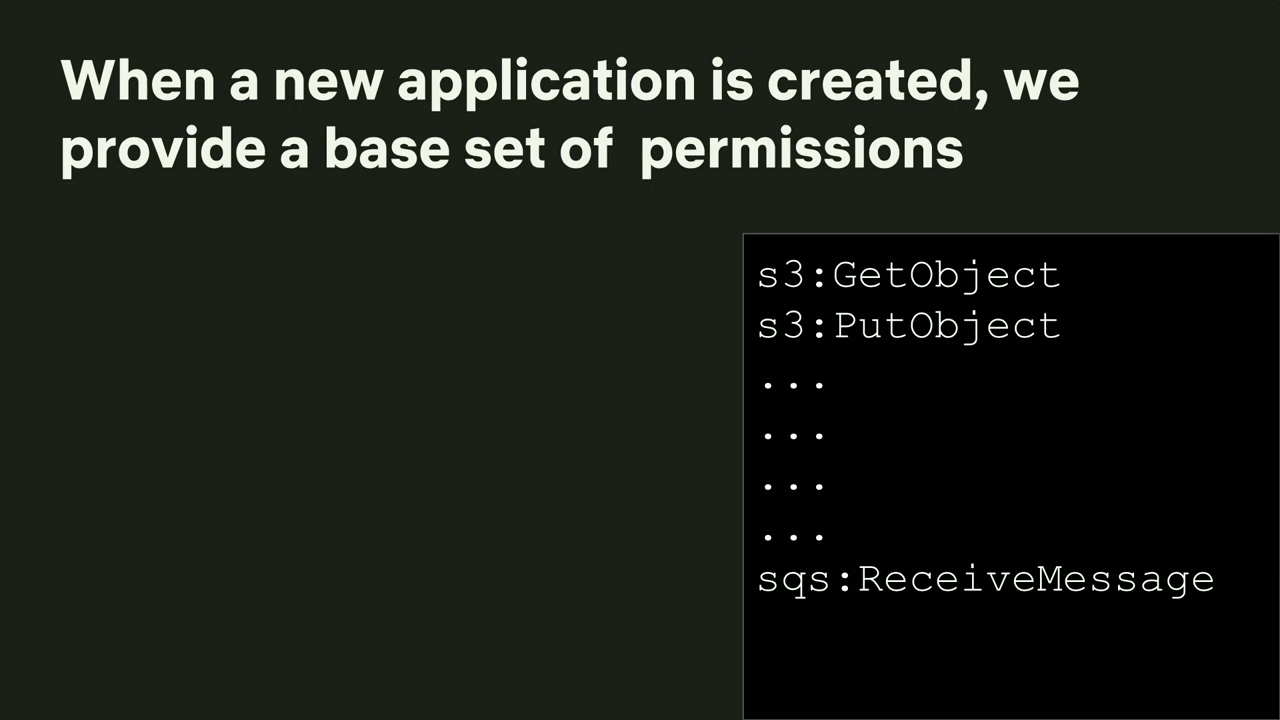 When a new application is created, we
provide a base set of  permissions
s3:GetObject
s3:PutObject
...
...
...
...
sqs:ReceiveMessage